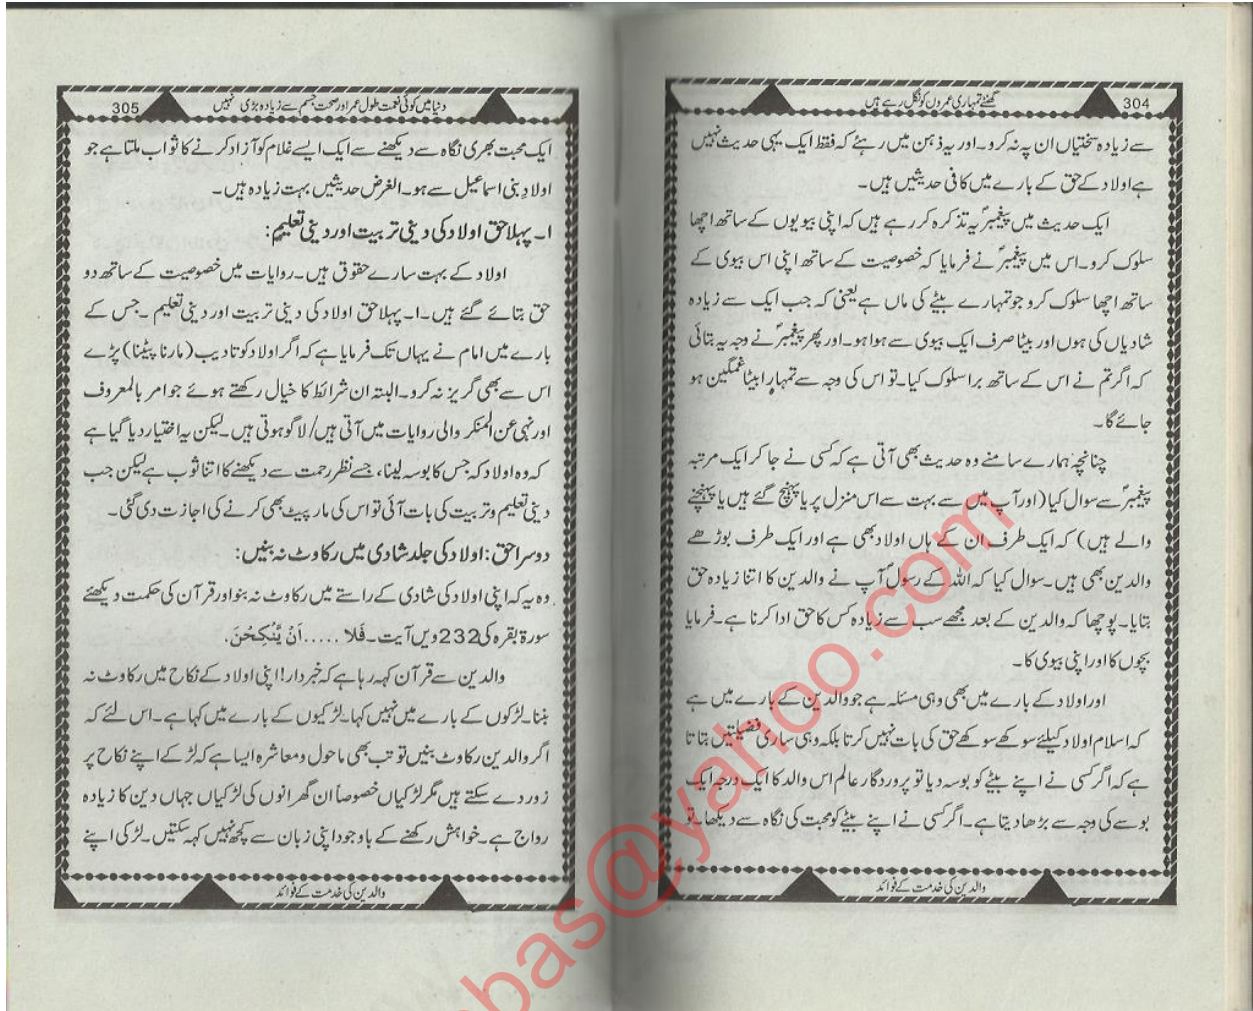 304
گھنٹے تمہاری عمروں کو نگل رہے ہیں
سے زیادہ سختیاں ان پہ نہ کرو۔ اور یہ ذہن میں رہئے کہ فقط ایک یہی حدیث نہیں
ہے اولاد کے حق کے بارے میں کافی حدیثیں ہیں۔
ایک حدیث میں پیغمبرؐ یہ تذکرہ کر رہے ہیں کہ اپنی بیویوں کے ساتھ اچھا
سلوک کرو۔ اس میں پیغمبرؐ نے فرمایا کہ خصوصیت کے ساتھ اپنی اس بیوی کے
ساتھ اچھا سلوک کرو جو تمہارے بیٹے کی ماں ہے یعنی کہ جب ایک سے زیادہ
شادیاں کی ہوں اور بیٹا صرف ایک بیوی سے ہوا ہو۔ اور پھر پیغمبرؐ نے وجہ یہ بتائی
کہ اگر تم نے اس کے ساتھ برا سلوک کیا۔ تو اس کی وجہ سے تمہارا بیٹا غمگین ہو
جائے گا۔
چنانچہ ہمارے سامنے وہ حدیث بھی آتی ہے کہ کسی نے جا کر ایک مرتبہ
پیغمبرؐ سے سوال کیا (اور آپ میں سے بہت سے اس منزل پر یا پہنچ گئے ہیں یا پہنچنے
والے ہیں) کہ ایک طرف ان کے ہاں اولاد بھی ہے اور ایک طرف بوڑھے
والدین بھی ہیں۔ سوال کیا کہ اللہ کے رسولؐ آپ نے والدین کا اتنا زیادہ حق
بتایا۔ پوچھا کہ والدین کے بعد مجھے سب سے زیادہ کس کا حق ادا کرنا ہے۔ فرمایا
بچوں کا اور اپنی بیوی کا۔
اور اولاد کے بارے میں بھی وہی مسئلہ ہے جو والدین کے بارے میں ہے
کہ اسلام اولاد کیلئے سوکھے سوکھے حق کی بات نہیں کرتا بلکہ وہی ساری فضیلتیں بتاتا
ہے کہ اگر کسی نے اپنے بیٹے کو بوسہ دیا تو پروردگار عالم اس والد کا ایک درجہ ایک
بوسے کی وجہ سے بڑھا دیتا ہے۔ اگر کسی نے اپنے بیٹے کو محبت کی نگاہ سے دیکھا۔ تو
والدین کی خدمت کے فوائد
305
دنیا میں کوئی نعمت طول عمر اور صحت جسم سے زیادہ بڑی نہیں
ایک محبت بھری نگاہ سے دیکھنے سے ایک ایسے غلام کو آزاد کرنے کا ثواب ملتا ہے جو
اولادِ بنی اسماعیل سے ہو۔ الغرض حدیثیں بہت زیادہ ہیں۔
۱۔ پہلا حق اولاد کی دینی تربیت اور دینی تعلیم:
اولاد کے بہت سارے حقوق ہیں۔ روایات میں خصوصیت کے ساتھ دو
حق بتائے گئے ہیں۔ ۱۔ پہلا حق اولاد کی دینی تربیت اور دینی تعلیم ۔ جس کے
بارے میں امام نے یہاں تک فرمایا ہے کہ اگر اولاد کو تادیب (مارنا پیٹنا) پڑے
اس سے بھی گریز نہ کرو۔ البتہ ان شرائط کا خیال رکھتے ہوئے جو امر بالمعروف
اور نہی عن المنکر والی روایات میں آتی ہیں/ لاگو ہوتی ہیں۔ لیکن یہ اختیار دیا گیا ہے
کہ وہ اولاد کہ جس کا بوسہ لینا، جسے نظر رحمت سے دیکھنے کا اتنا ثوب ہے لیکن جب
دینی تعلیم و تربیت کی بات آئی تو اس کی مار پیٹ بھی کرنے کی اجازت دی گئی۔
دوسرا حق: اولاد کی جلد شادی میں رکاوٹ نہ بنیں:
وہ یہ کہ اپنی اولاد کی شادی کے راستے میں رکاوٹ نہ بنو اور قرآن کی حکمت دیکھئے
سورۃ بقرہ کی 232 ویں آیت۔ فَلا ..... اَنْ يَّنْكِحْنَ.
والدین سے قرآن کہہ رہا ہے کہ خبردار! اپنی اولاد کے نکاح میں رکاوٹ نہ
بننا۔ لڑکوں کے بارے میں نہیں کہا۔ لڑکیوں کے بارے میں کہا ہے۔ اس لئے کہ
اگر والدین رکاوٹ بنیں تو تب بھی ماحول و معاشرہ ایسا ہے کہ لڑکے اپنے نکاح پر
زور دے سکتے ہیں مگر لڑکیاں خصوصاً ان گھرانوں کی لڑکیاں جہاں دین کا زیادہ
رواج ہے۔ خواہش رکھنے کے باوجود اپنی زبان سے کچھ نہیں کہہ سکتیں۔ لڑکی اپنے
والدین کی خدمت کے فوائد
bas@yahoo.com